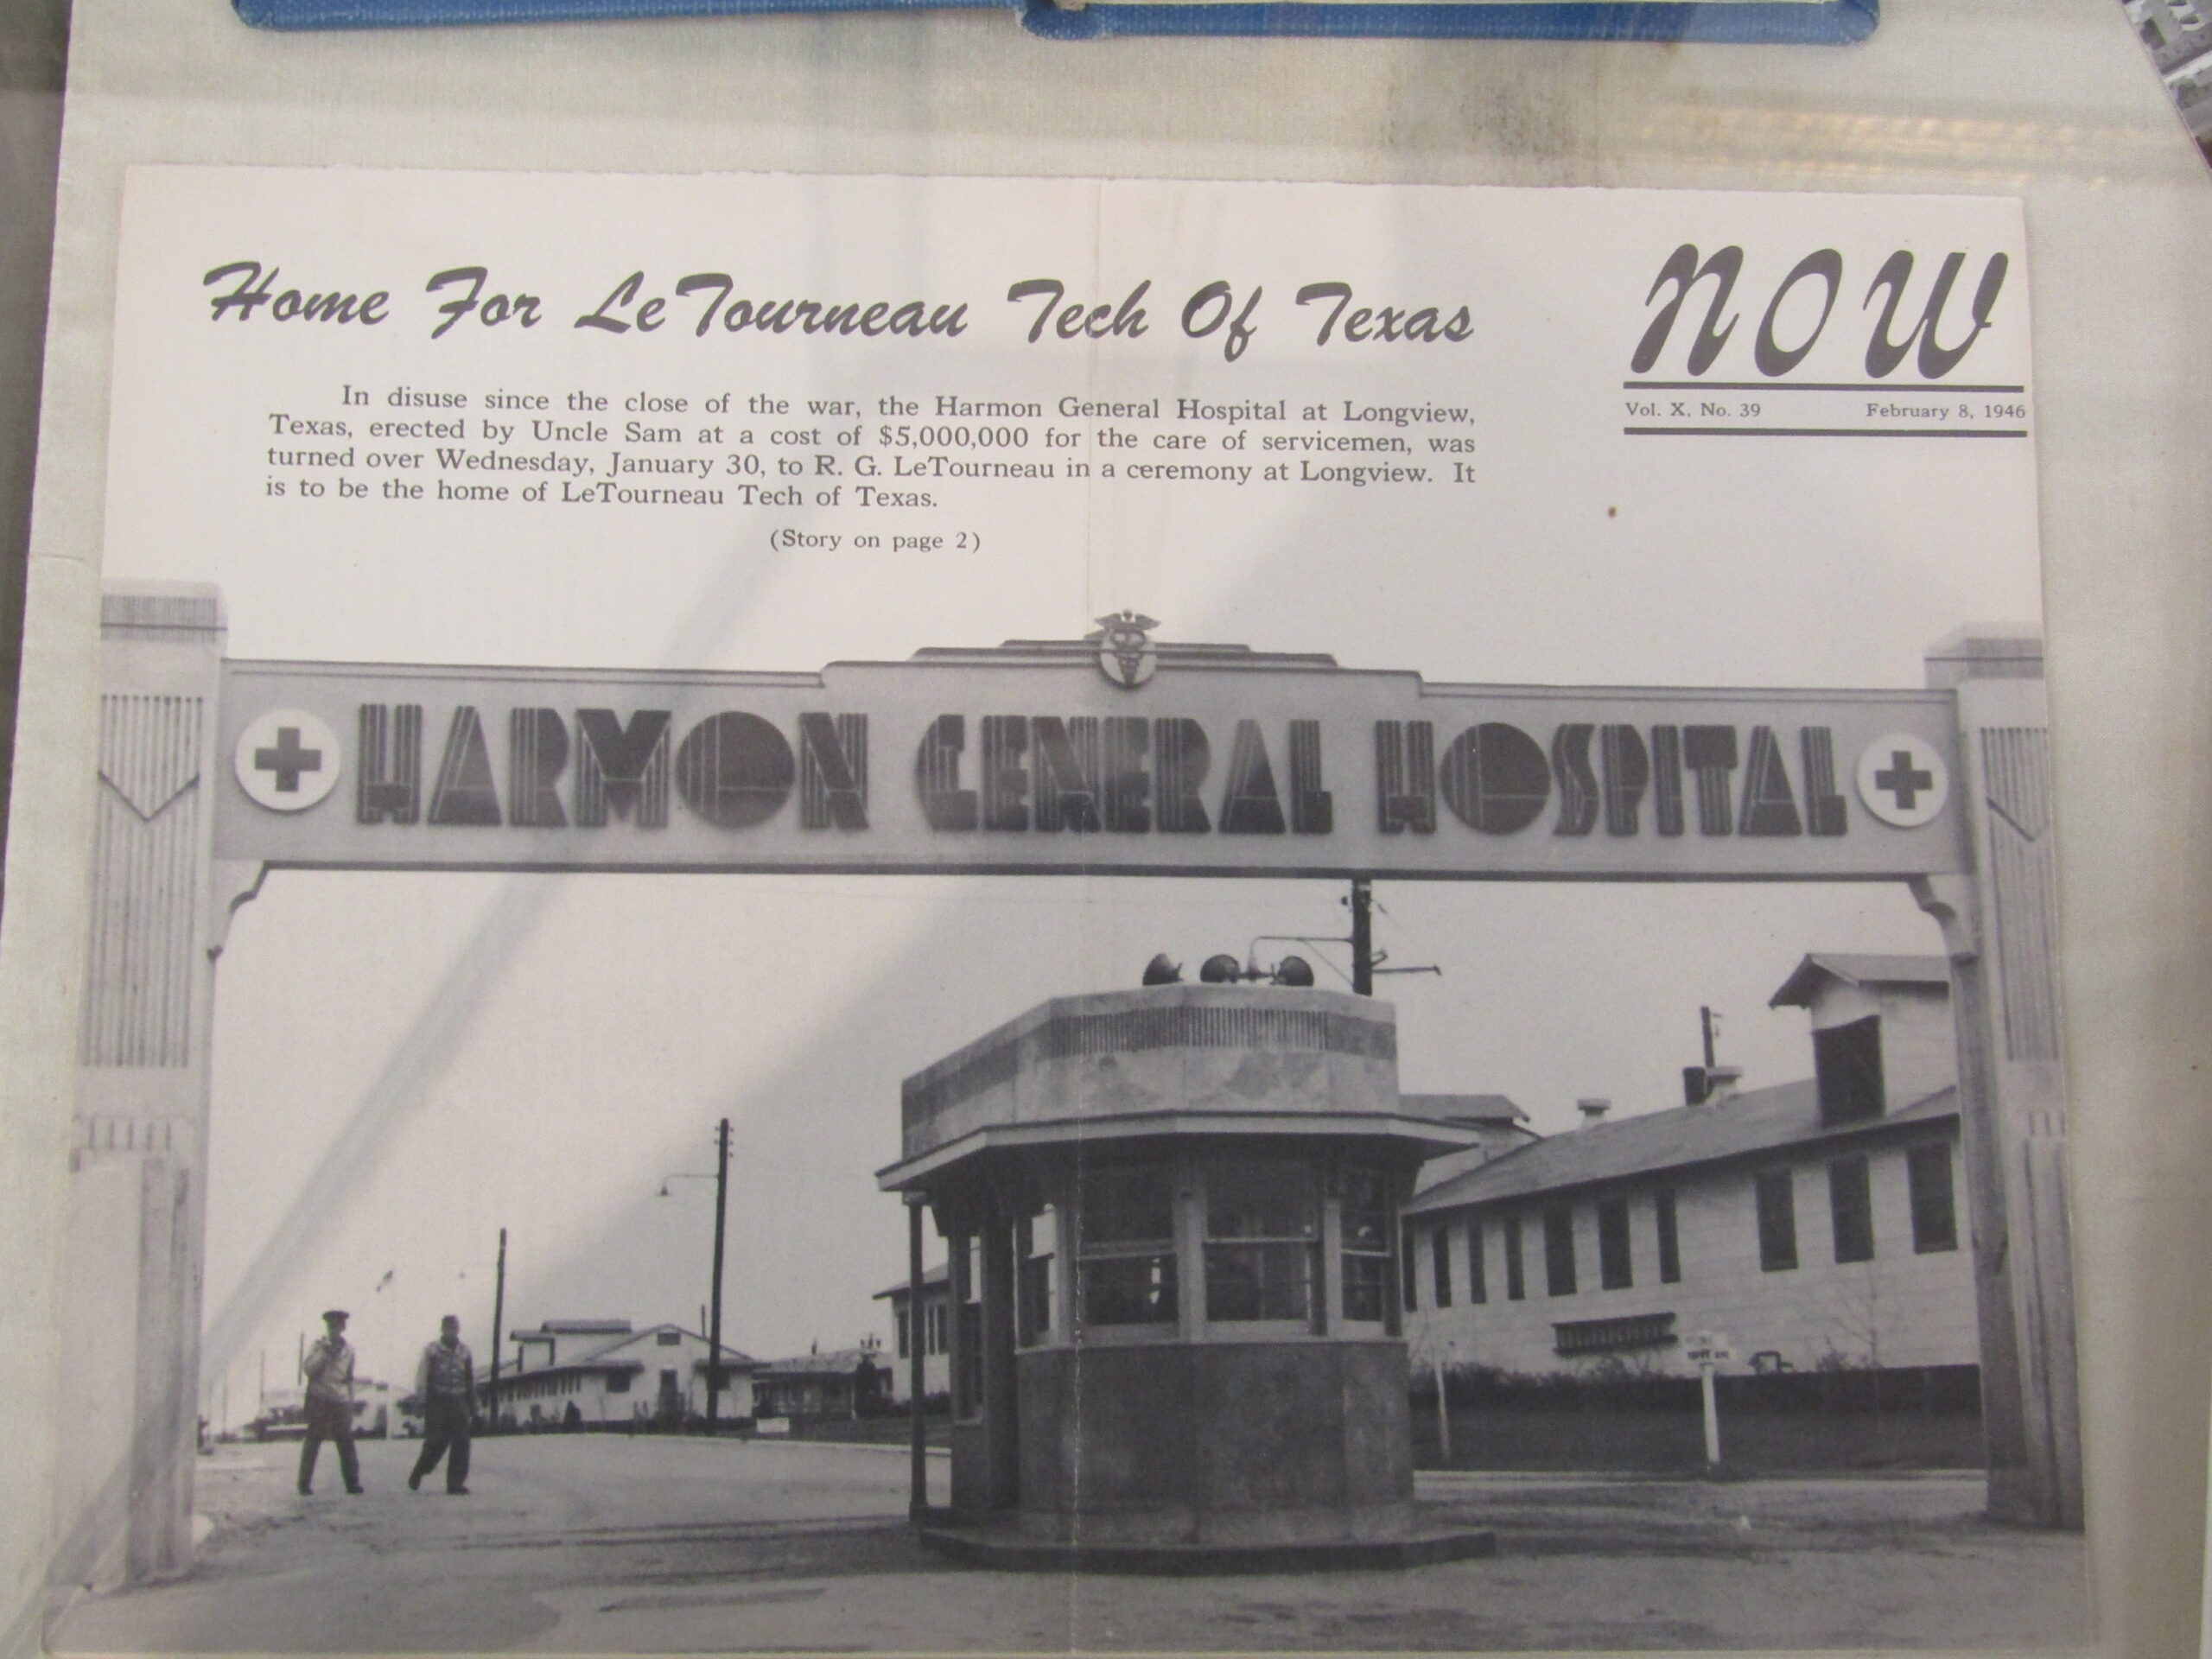 Home For LeTourneau Tech Of Texas
NOW
Vol. X, No. 39 February 8, 1946
In disuse since the close of the war, the Harmon General Hospital at Longview,
Texas, erected by Uncle Sam at a cost of $5,000,000 for the care of servicemen, was
turned over Wednesday, January 30, to R. G. LeTourneau in a ceremony at Longview. It
is to be the home of LeTourneau Tech of Texas.
(Story on page 2)
HARMON GENERAL HOSPITAL